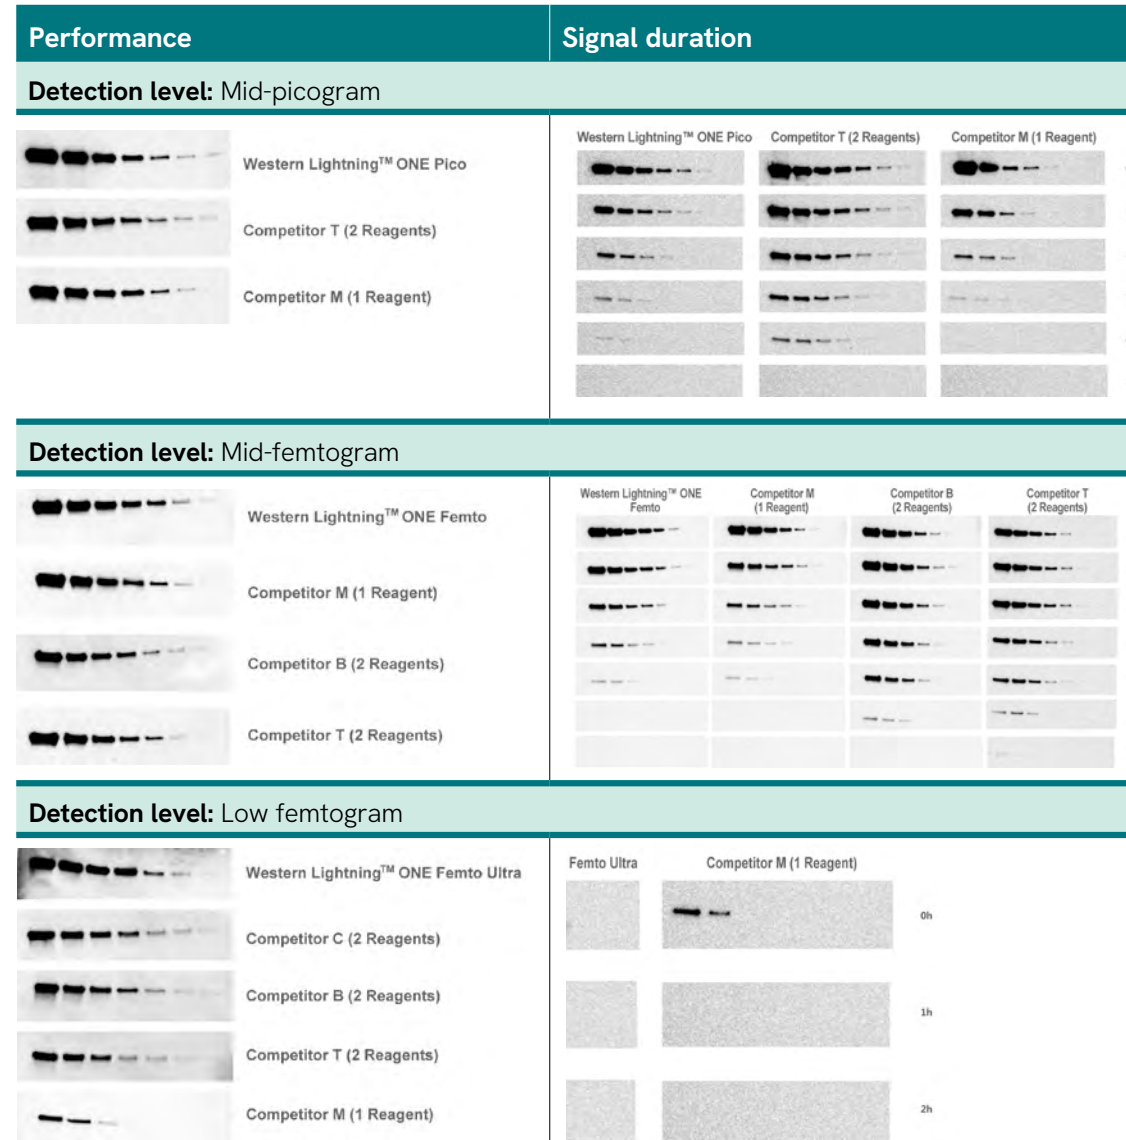 Performance
Signal duration
Detection level: Mid-picogram
Western Lightning™ ONE Pico
Competitor T (2 Reagents)
Competitor M (1 Reagent)
Western Lightning™ ONE Pico
Competitor T (2 Reagents)
Competitor M (1 Reagent)
Detection level: Mid-femtogram
Western Lightning™ ONE Femto
Competitor M (1 Reagent)
Competitor B (2 Reagents)
Competitor T (2 Reagents)
Western Lightning™ ONE
Femto
Competitor M
(1 Reagent)
Competitor B
(2 Reagents)
Competitor T
(2 Reagents)
Detection level: Low femtogram
Western Lightning™ ONE Femto Ultra
Competitor C (2 Reagents)
Competitor B (2 Reagents)
Competitor T (2 Reagents)
Competitor M (1 Reagent)
Femto Ultra
Competitor M (1 Reagent)
0h
1h
2h